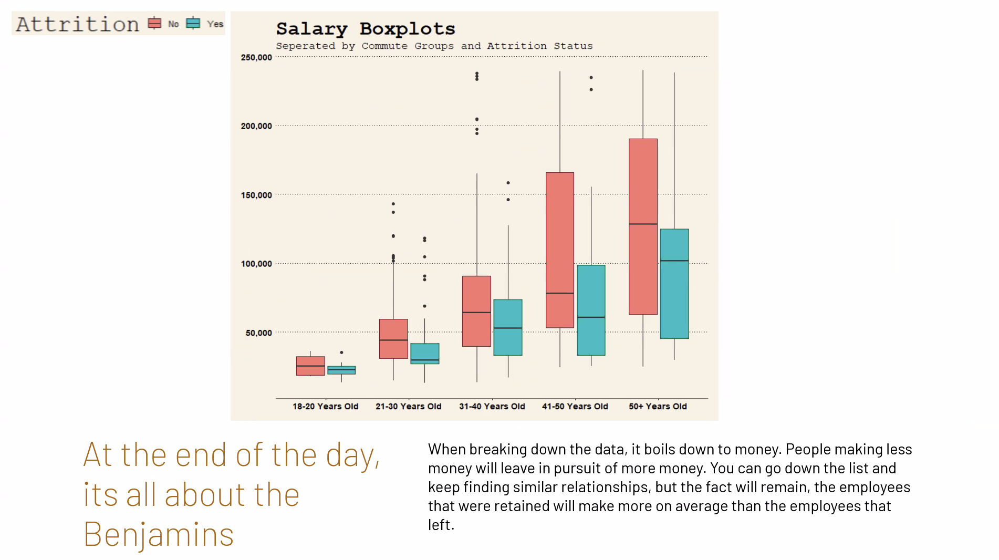 Attrition No Yes
Salary Boxplots
Seperated by Commute Groups and Attrition Status
250,000
200,000
150,000
100,000
50,000
18-20 Years Old 21-30 Years Old 31-40 Years Old 41-50 Years Old 50+ Years Old
At the end of the day,
its all about the
Benjamins
When breaking down the data, it boils down to money. People making less
money will leave in pursuit of more money. You can go down the list and
keep finding similar relationships, but the fact will remain, the employees
that were retained will make more on average than the employees that
left.